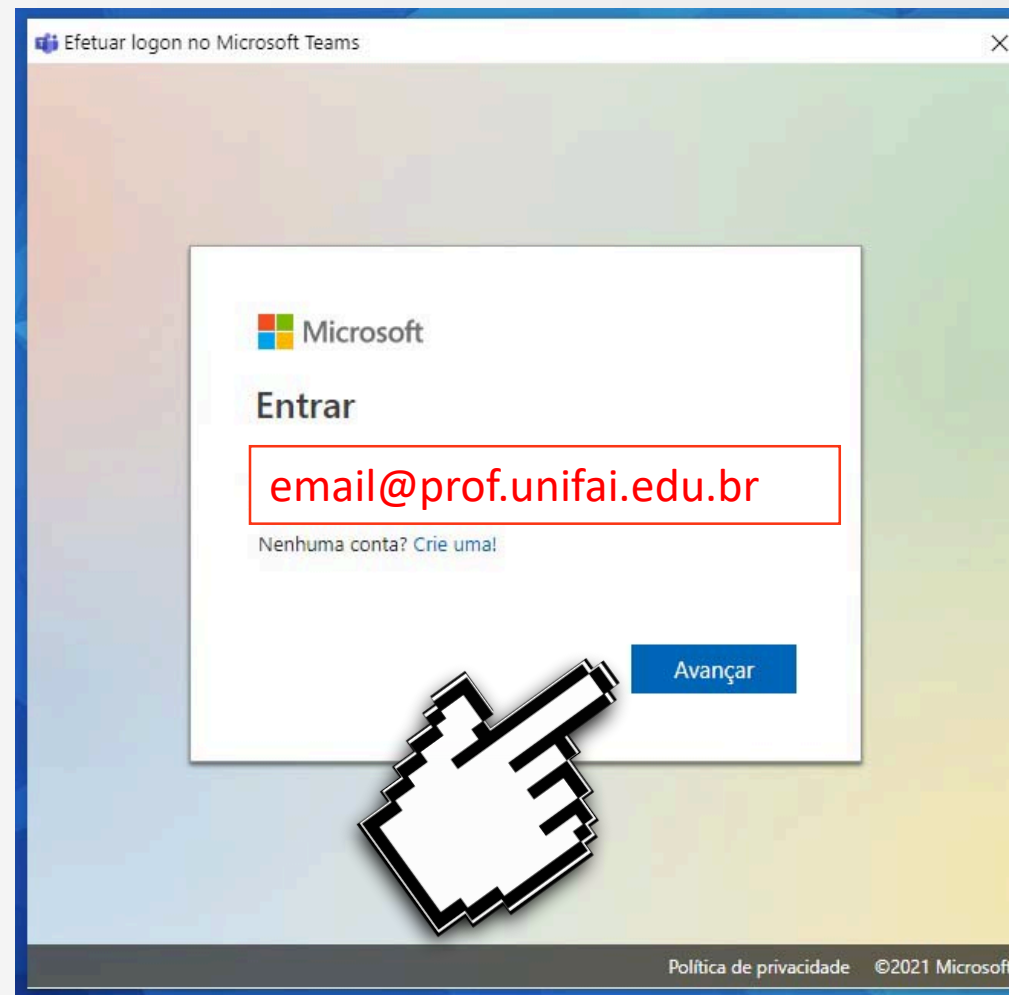 Efetuar logon no Microsoft Teams
Microsoft
Entrar
email@prof.unifai.edu.br
Nenhuma conta? Crie uma!
Avançar
Política de privacidade ©2021 Microsoft